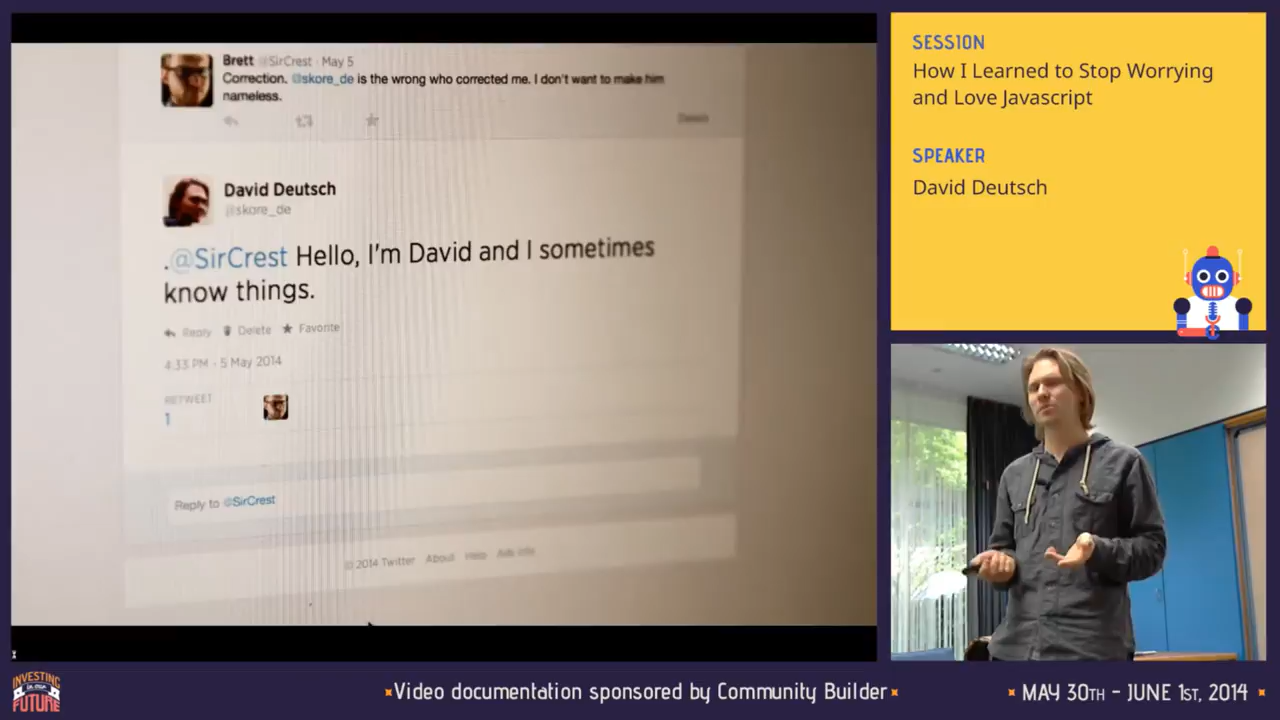 Brett @SirCrest · May 5
Correction. @skore_de is the wrong who corrected me. I don't want to make him
nameless.
David Deutsch
@skore_de
.@SirCrest Hello, I'm David and I sometimes
know things.
Reply Delete Favorite
4:33 PM - 5 May 2014
RETWEET
1
Reply to @SirCrest
© 2014 Twitter About Help Ads info
SESSION
How I Learned to Stop Worrying
and Love Javascript
SPEAKER
David Deutsch
INVESTING
IN OUR
FUTURE
Video documentation sponsored by Community Builder
MAY 30TH - JUNE 1ST, 2014